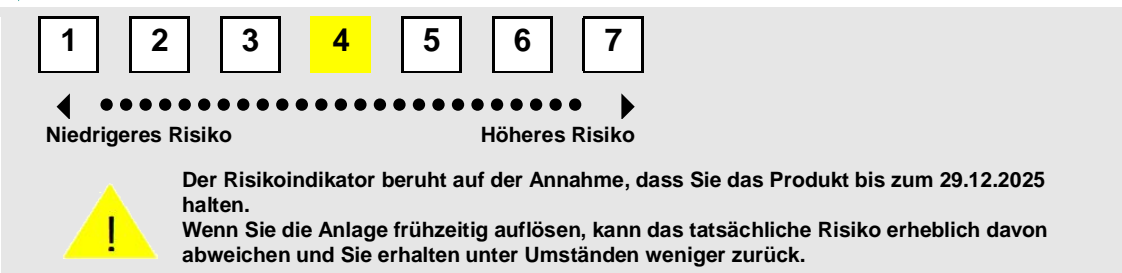 1 2 3 4 5 6 7
Niedrigeres Risiko Höheres Risiko
!
Der Risikoindikator beruht auf der Annahme, dass Sie das Produkt bis zum 29.12.2025
halten.
Wenn Sie die Anlage frühzeitig auflösen, kann das tatsächliche Risiko erheblich davon
abweichen und Sie erhalten unter Umständen weniger zurück.